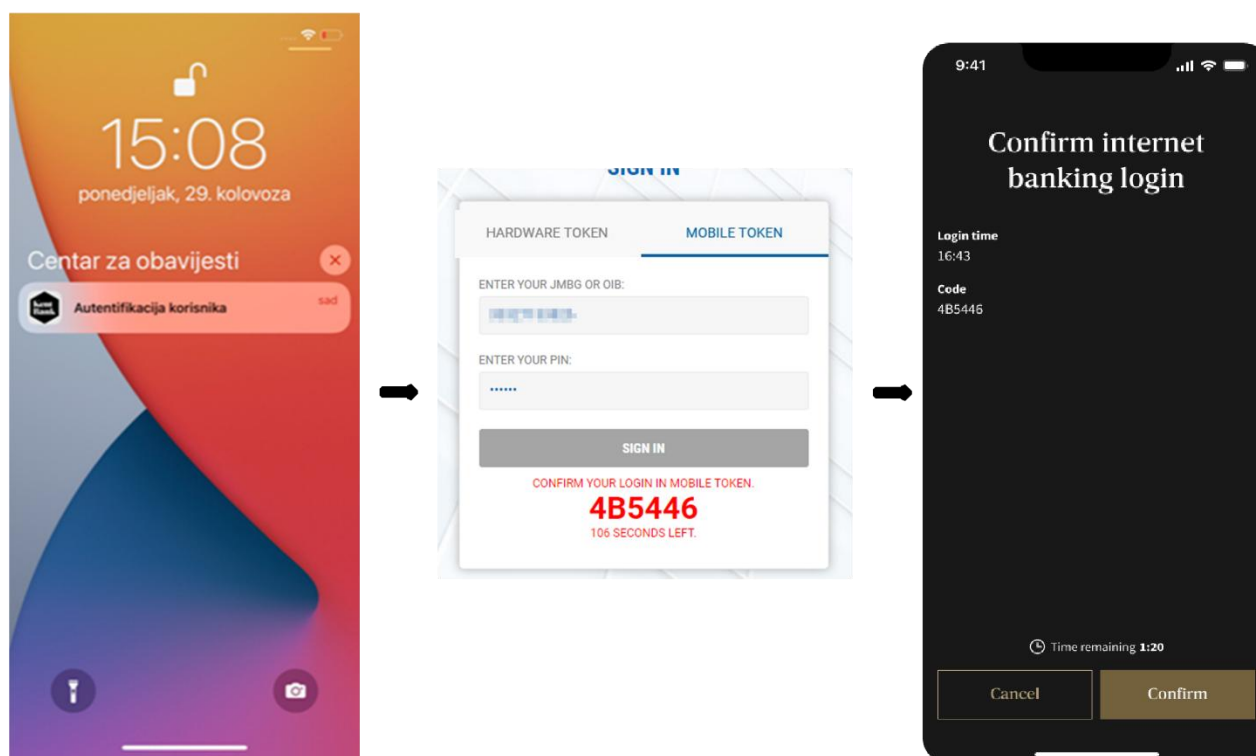 15:08
ponedjeljak, 29. kolovoza
Centar za obavijesti
Autentifikacija korisnika
sad
SIGN IN
HARDWARE TOKEN
MOBILE TOKEN
ENTER YOUR JMBG OR OIB:
ENTER YOUR PIN:
SIGN IN
CONFIRM YOUR LOGIN IN MOBILE TOKEN.
4B5446
106 SECONDS LEFT.
9:41
Confirm internet
banking login
Login time
16:43
Code
4B5446
Time remaining 1:20
Cancel
Confirm